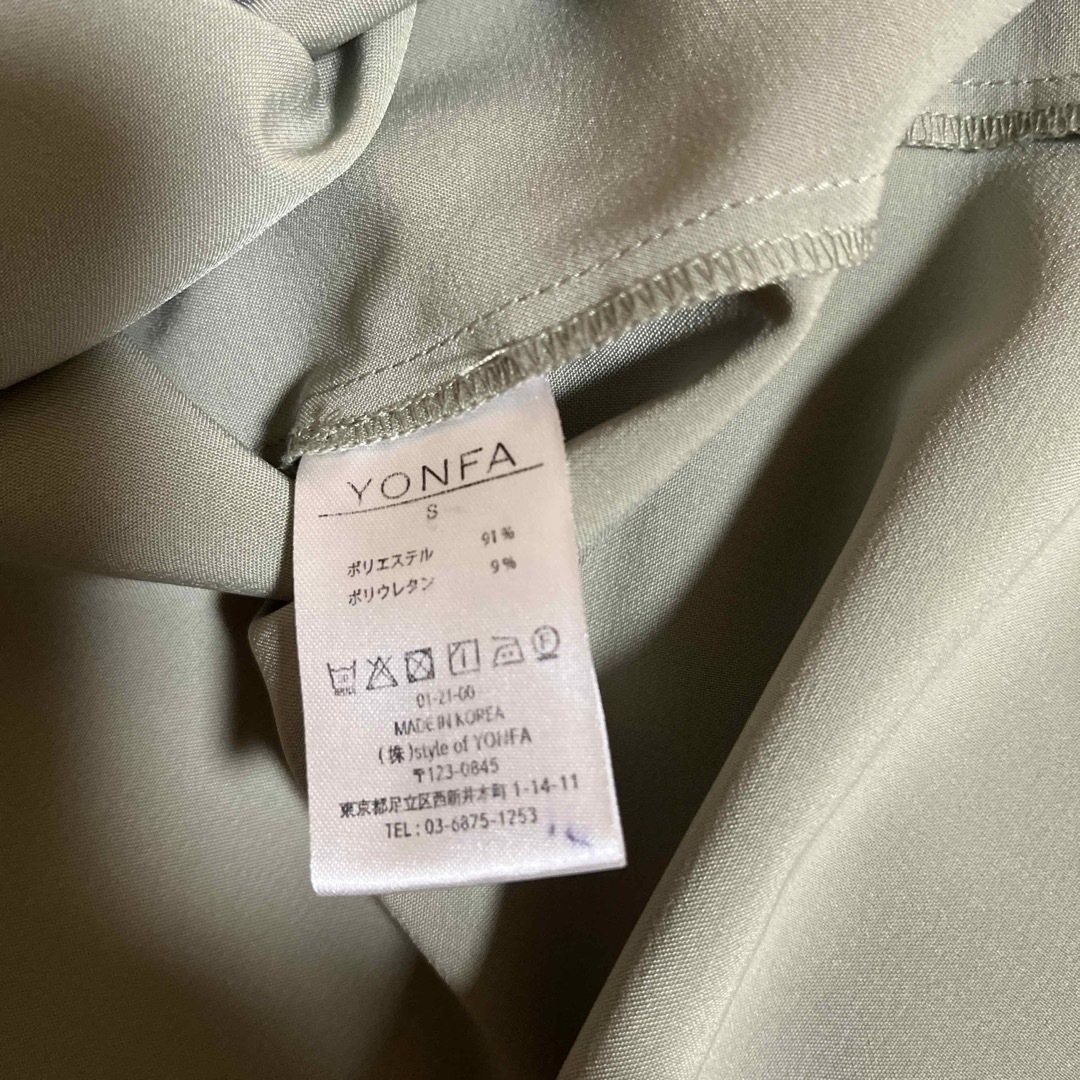 YONFA
S
ポリエステル 91%
ポリウレタン 9%
F
01-21-00
MADE IN KOREA
(株)style of YONFA
〒123-0845
東京都足立区西新井本町 1-14-11
TEL : 03-6875-1253